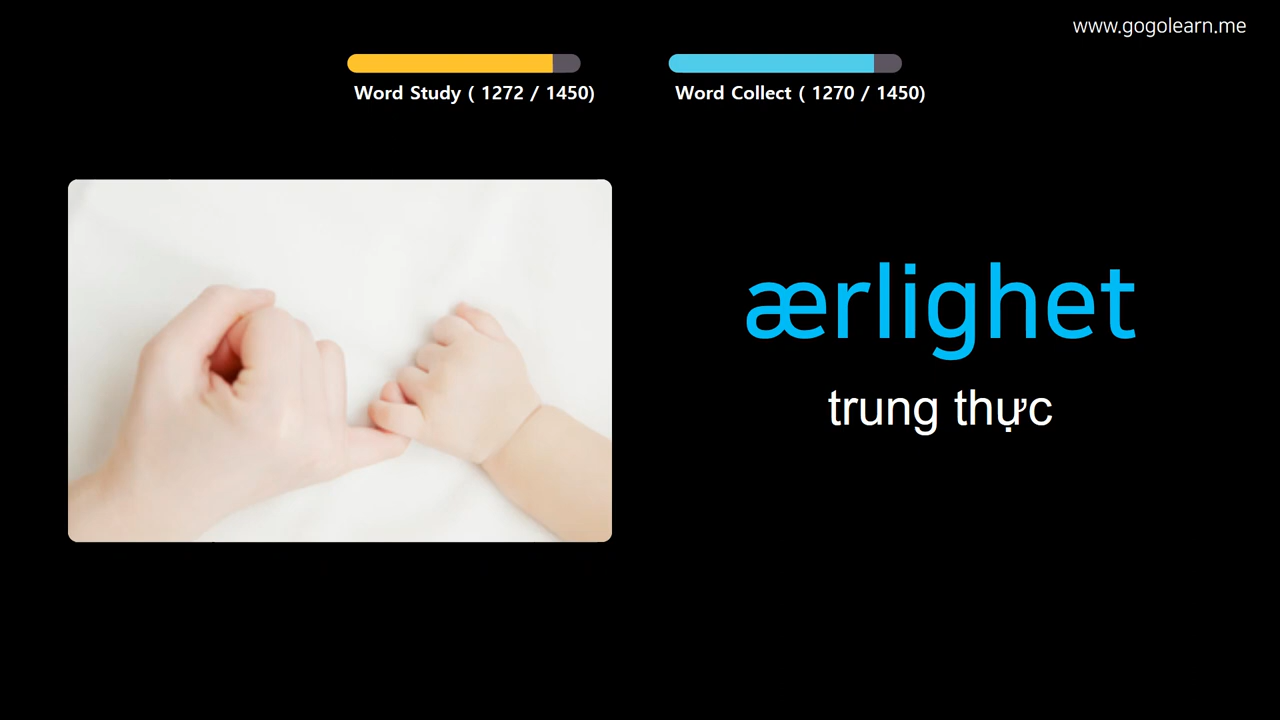 www.gogolearn.me
Word Study ( 1272 / 1450)
Word Collect ( 1270 / 1450)
ærlighet
trung thực